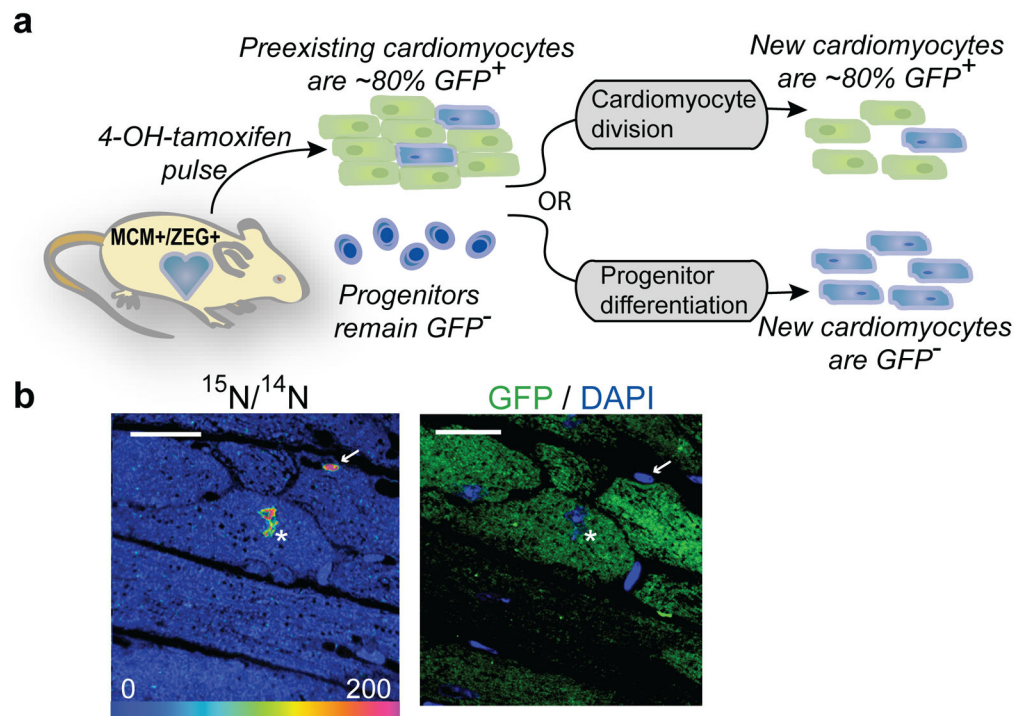 a
Preexisting cardiomyocytes
are ~80% GFP+
4-OH-tamoxifen
pulse
MCM+/ZEG+
Progenitors
remain GFP-
OR
Cardiomyocyte
division
Progenitor
differentiation
New cardiomyocytes
are ~80% GFP+
New cardiomyocytes
are GFP-
b
15N/14N
GFP / DAPI
*
*
0 200